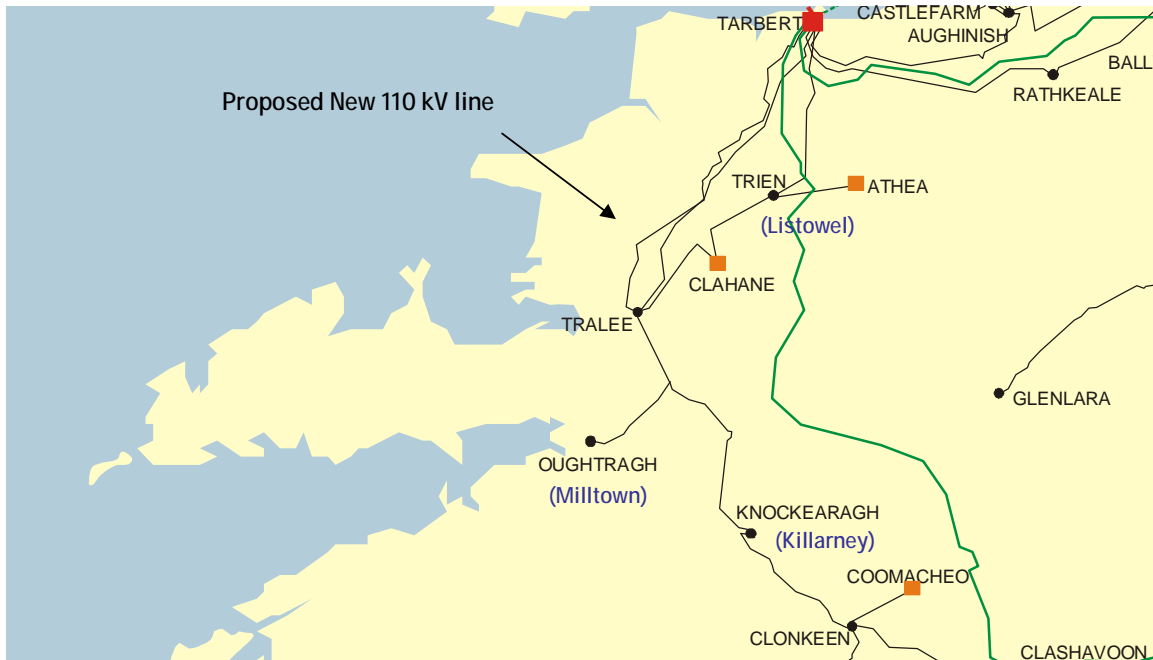 TARBERT
CASTLEFARM
AUGHINISH
BALL
RATHKEALE
Proposed New 110 kV line
TRIEN
ATHEA
(Listowel)
CLAHANE
TRALEE
GLENLARA
OUGHTRAGH
(Milltown)
KNOCKEARAGH
(Killarney)
COOMACHEO
CLONKEEN
CLASHAVOON